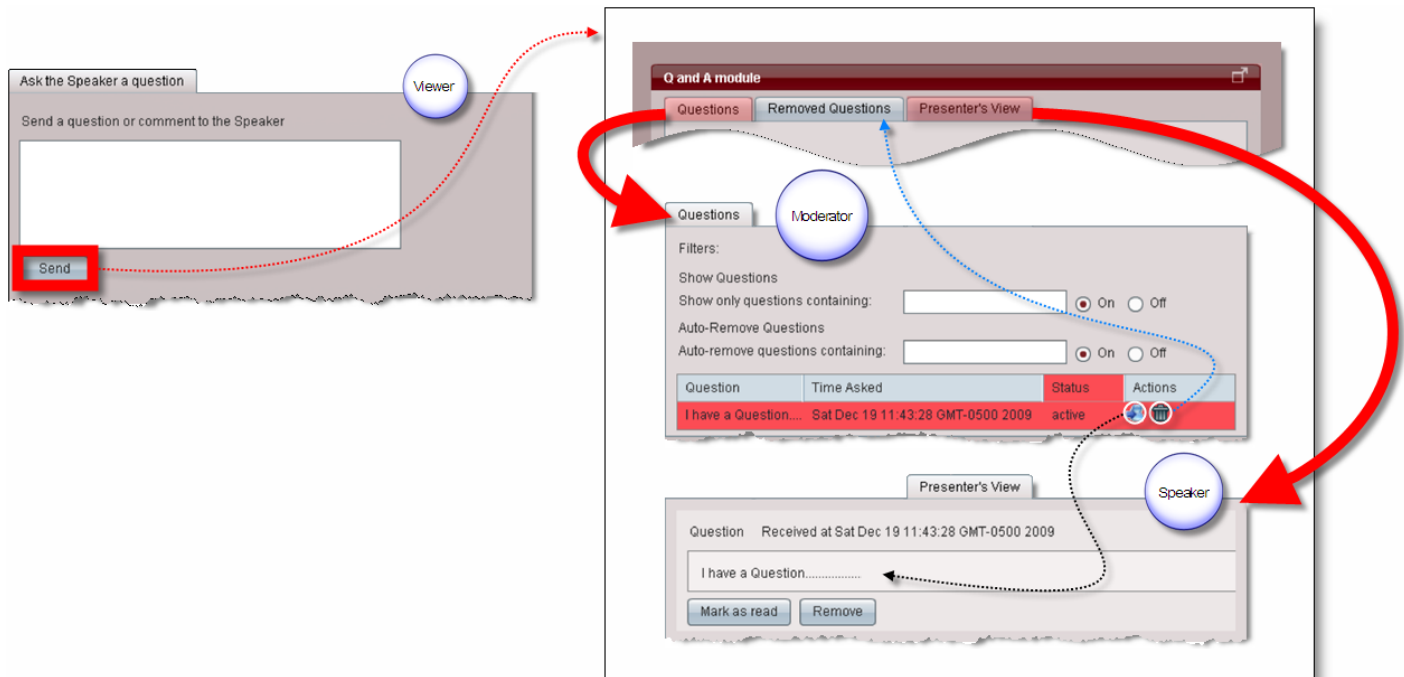 Ask the Speaker a question
Viewer
Send a question or comment to the Speaker
Send
Q and A module
Questions Removed Questions Presenter's View
Questions
Moderator
Filters:
Show Questions
Show only questions containing: On Off
Auto-Remove Questions
Auto-remove questions containing: On Off
Question Time Asked Status Actions
I have a Question.... Sat Dec 19 11:43:28 GMT-0500 2009 active
Presenter's View
Speaker
Question Received at Sat Dec 19 11:43:28 GMT-0500 2009
I have a Question................
Mark as read Remove